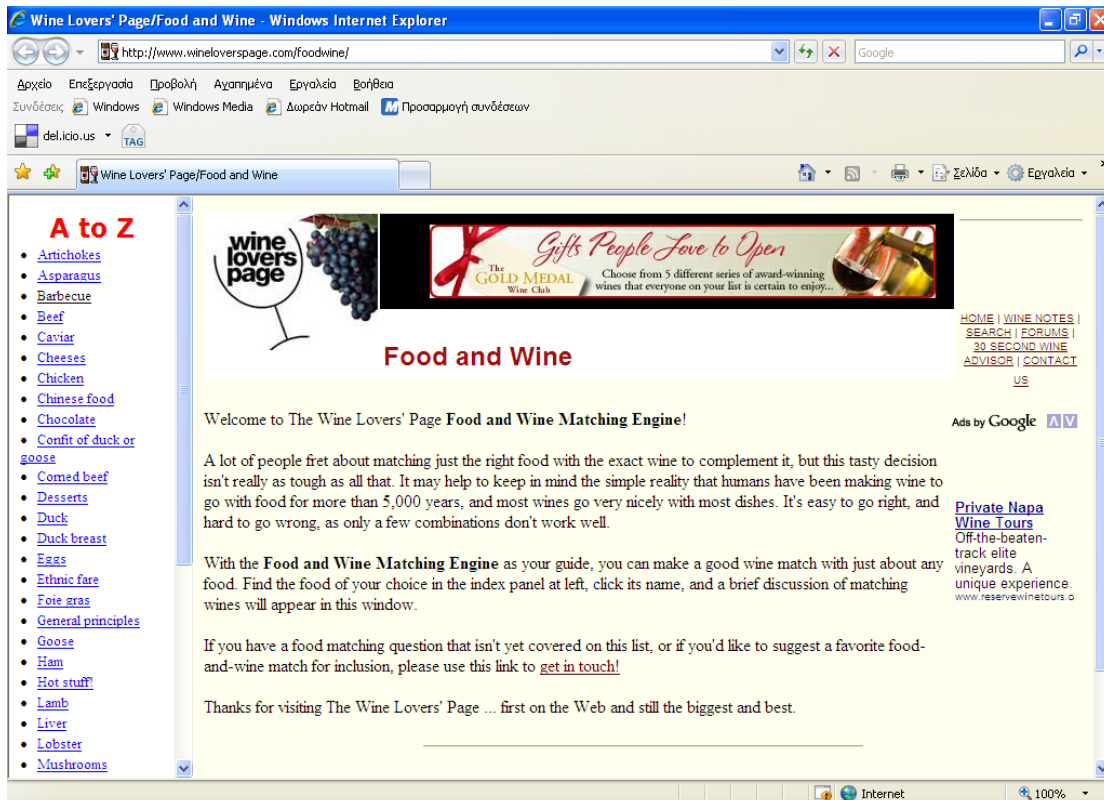 Wine Lovers' Page/Food and Wine - Windows Internet Explorer
http://www.wineloverspage.com/foodwine/
Google
Αρχείο Επεξεργασία Προβολή Αγαπημένα Εργαλεία Βοήθεια
Συνδέσεις Windows Windows Media Δωρεάν Hotmail Προσαρμογή συνδέσεων
del.icio.us TAG
Wine Lovers' Page/Food and Wine
Σελίδα Εργαλεία
A to Z
Artichokes
Asparagus
Barbecue
Beef
Caviar
Cheeses
Chicken
Chinese food
Chocolate
Confit of duck or
goose
Corned beef
Desserts
Duck
Duck breast
Eggs
Ethnic fare
Foie gras
General principles
Goose
Ham
Hot stuff!
Lamb
Liver
Lobster
Mushrooms
wine
lovers
page
Gifts People Love to Open
The
GOLD MEDAL
Wine Club
Choose from 5 different series of award-winning
wines that everyone on your list is certain to enjoy...
Food and Wine
HOME | WINE NOTES |
SEARCH | FORUMS |
30 SECOND WINE
ADVISOR | CONTACT
US
Welcome to The Wine Lovers' Page Food and Wine Matching Engine!
A lot of people fret about matching just the right food with the exact wine to complement it, but this tasty decision
isn't really as tough as all that. It may help to keep in mind the simple reality that humans have been making wine to
go with food for more than 5,000 years, and most wines go very nicely with most dishes. It's easy to go right, and
hard to go wrong, as only a few combinations don't work well.
With the Food and Wine Matching Engine as your guide, you can make a good wine match with just about any
food. Find the food of your choice in the index panel at left, click its name, and a brief discussion of matching
wines will appear in this window.
If you have a food matching question that isn't yet covered on this list, or if you'd like to suggest a favorite food-
and-wine match for inclusion, please use this link to get in touch!
Thanks for visiting The Wine Lovers' Page ... first on the Web and still the biggest and best.
Ads by Google
Private Napa
Wine Tours
Off-the-beaten-
track elite
vineyards. A
unique experience.
www.reservewinetours.c
Internet
100%